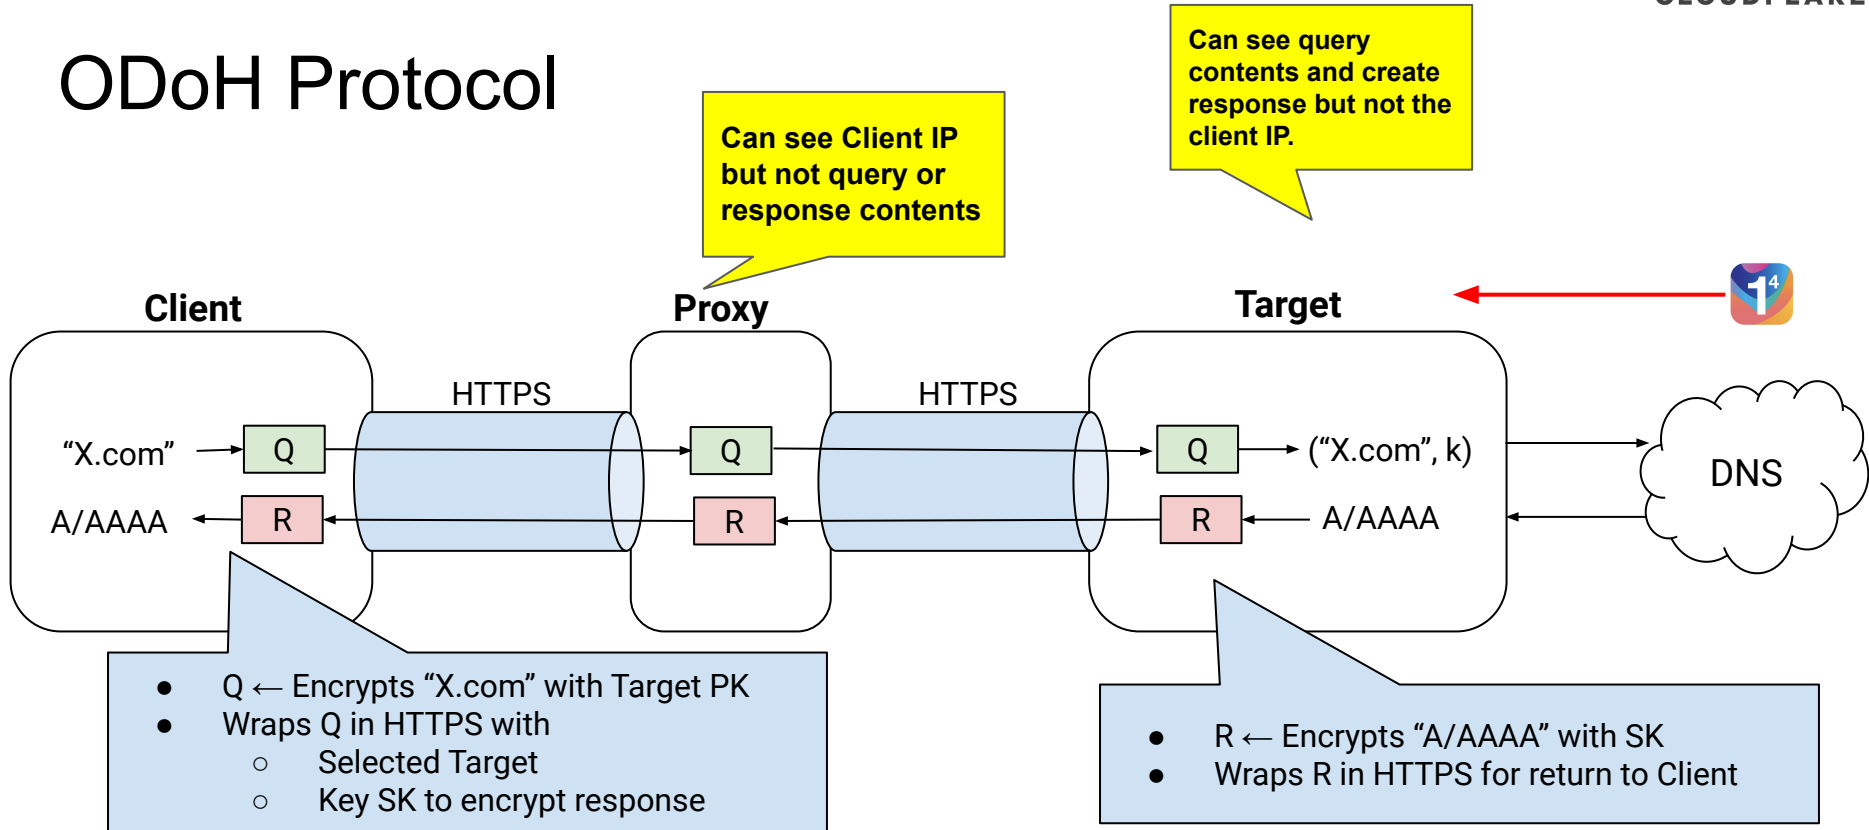 CLOUDFLARE
ODoH Protocol
Can see Client IP
but not query or
response contents
Can see query
contents and create
response but not the
client IP.
1⁴
Client
Proxy
Target
HTTPS
HTTPS
“X.com”
Q
Q
Q
(“X.com”, k)
DNS
A/AAAA
R
R
R
A/AAAA
● Q ← Encrypts “X.com” with Target PK
● Wraps Q in HTTPS with
○ Selected Target
○ Key SK to encrypt response
● R ← Encrypts “A/AAAA” with SK
● Wraps R in HTTPS for return to Client